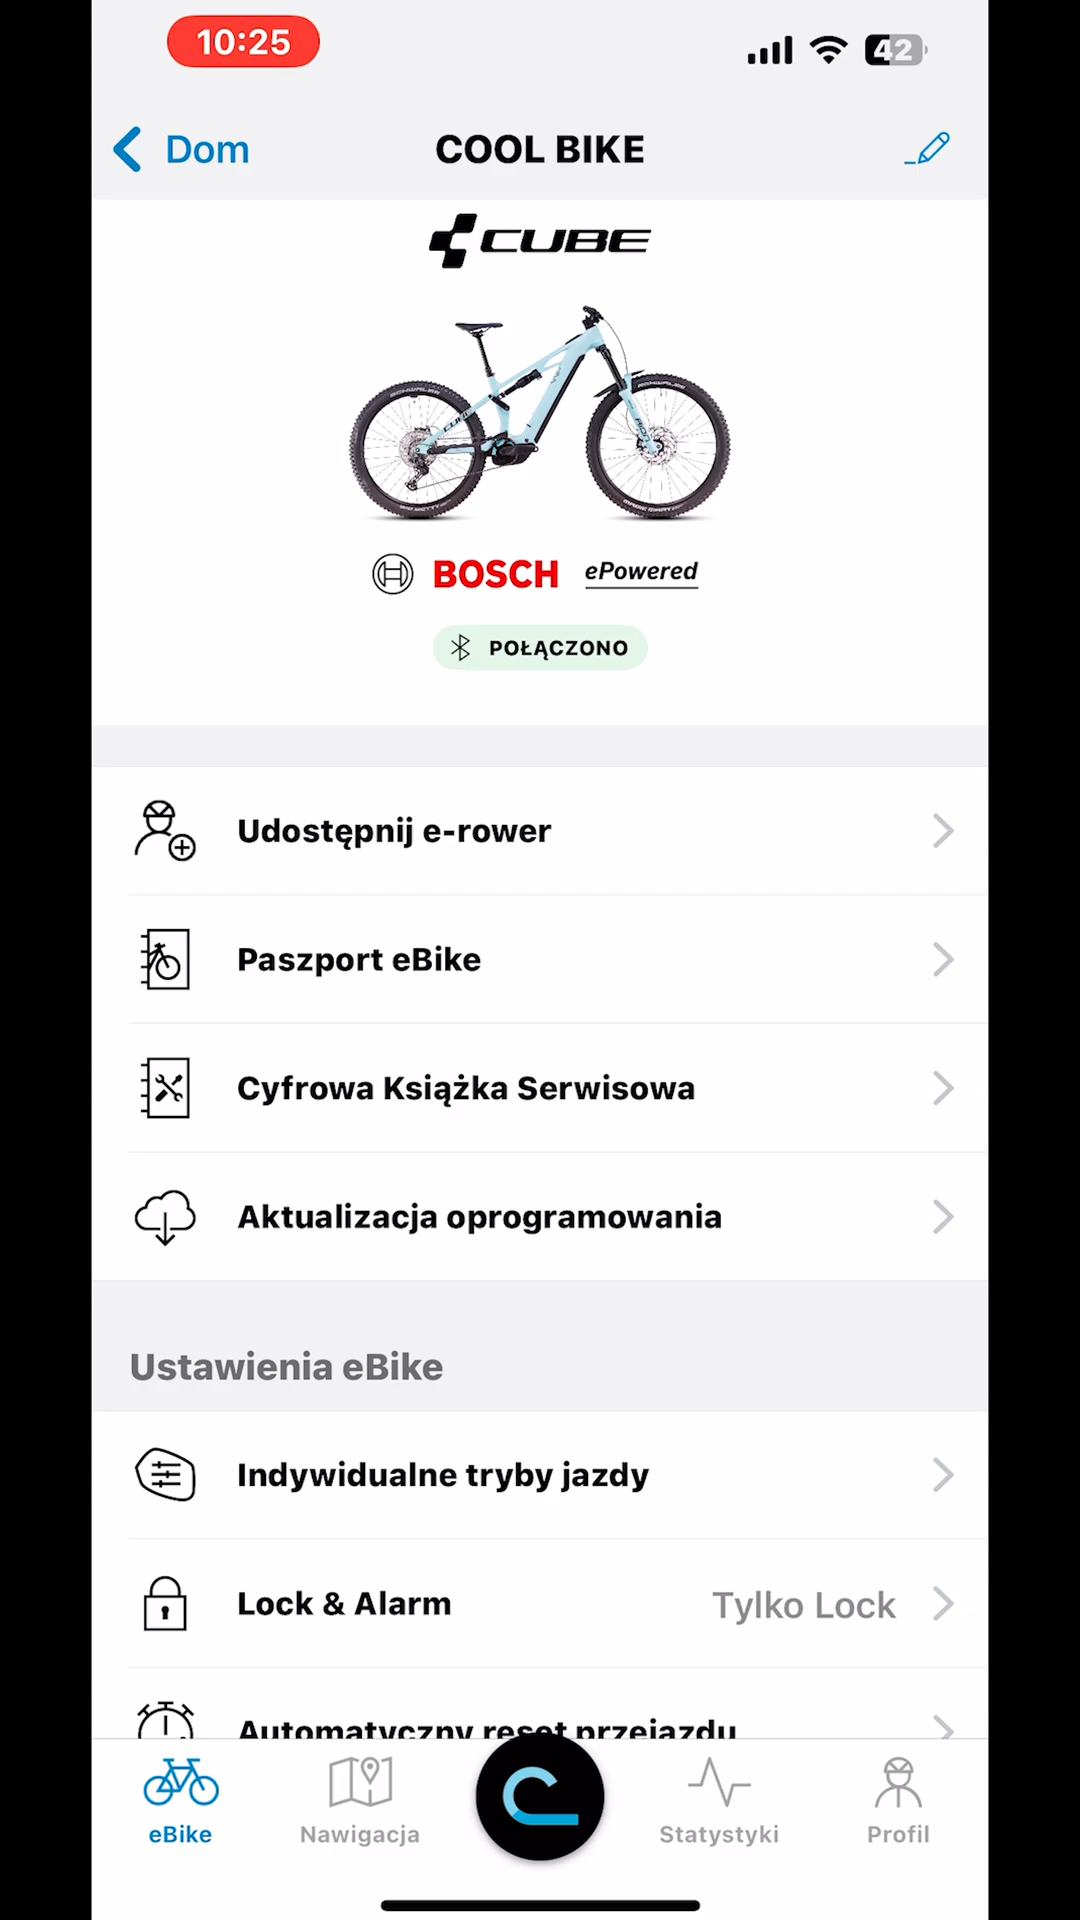 10:25
42
Dom
COOL BIKE
CUBE
BOSCH ePowered
POŁĄCZONO
Udostępnij e-rower
Paszport eBike
Cyfrowa Książka Serwisowa
Aktualizacja oprogramowania
Ustawienia eBike
Indywidualne tryby jazdy
Lock & Alarm Tylko Lock
Automatyczny reset przejazdu
eBike
Nawigacja
Statystyki
Profil